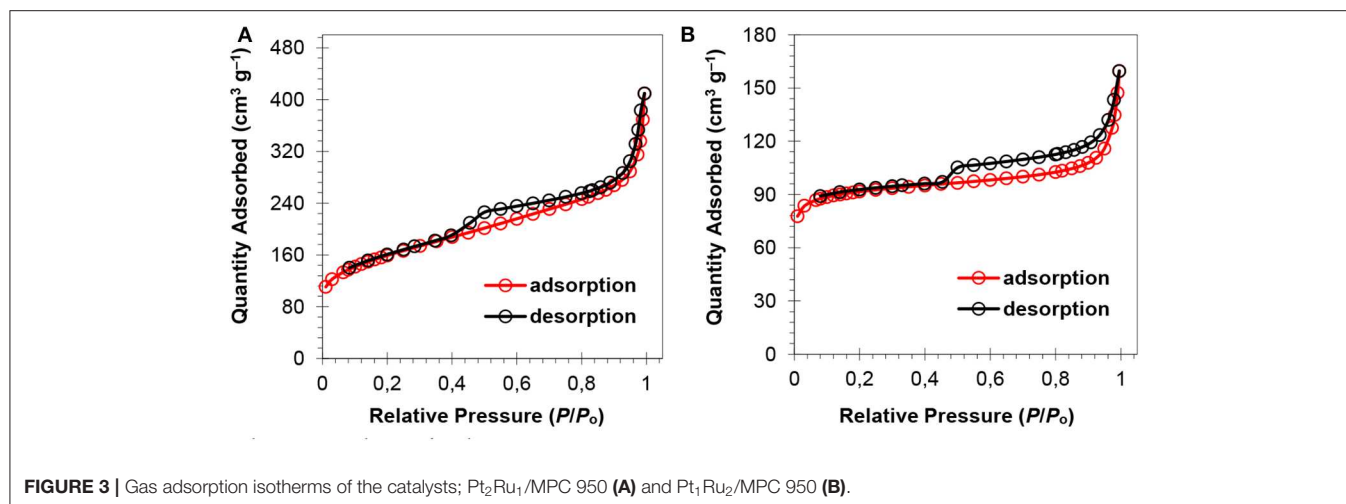 A
Quantity Adsorbed (cm³ g⁻¹)
480
400
320
240
160
80
0
adsorption
desorption
0 0,2 0,4 0,6 0,8 1
Relative Pressure (P/Pₒ)
B
Quantity Adsorbed (cm³ g⁻¹)
180
150
120
90
60
30
0
adsorption
desorption
0 0,2 0,4 0,6 0,8 1
Relative Pressure (P/Pₒ)
FIGURE 3 | Gas adsorption isotherms of the catalysts; Pt₂Ru₁/MPC 950 (A) and Pt₁Ru₂/MPC 950 (B).